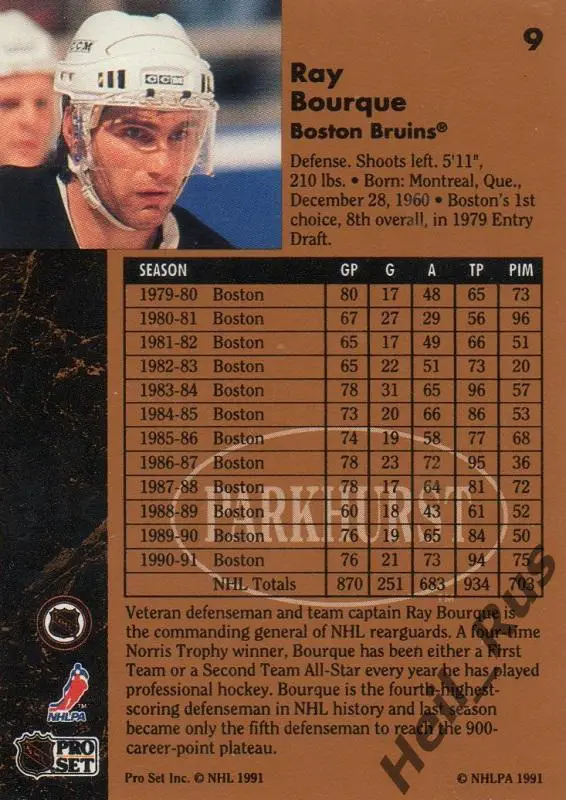 9
CCM
CCM
Ray
Bourque
Boston Bruins®
Defense. Shoots left. 5'11",
210 lbs. • Born: Montreal, Que.,
December 28, 1960 • Boston's 1st
choice, 8th overall, in 1979 Entry
Draft.
SEASON GP G A TP PIM
1979-80 Boston 80 17 48 65 73
1980-81 Boston 67 27 29 56 96
1981-82 Boston 65 17 49 66 51
1982-83 Boston 65 22 51 73 20
1983-84 Boston 78 31 65 96 57
1984-85 Boston 73 20 66 86 53
1985-86 Boston 74 19 58 77 68
1986-87 Boston 78 23 72 95 36
1987-88 Boston 78 17 64 81 72
1988-89 Boston 60 18 43 61 52
1989-90 Boston 76 19 65 84 50
1990-91 Boston 76 21 73 94 75
NHL Totals 870 251 683 934 703
PARKHURST
Veteran defenseman and team captain Ray Bourque is
the commanding general of NHL rearguards. A four-time
Norris Trophy winner, Bourque has been either a First
Team or a Second Team All-Star every year he has played
professional hockey. Bourque is the fourth-highest-
scoring defenseman in NHL history and last season
became only the fifth defenseman to reach the 900-
career-point plateau.
NHLPA™
PRO
SET
Pro Set Inc. © NHL 1991
© NHLPA 1991
Hell_Rus